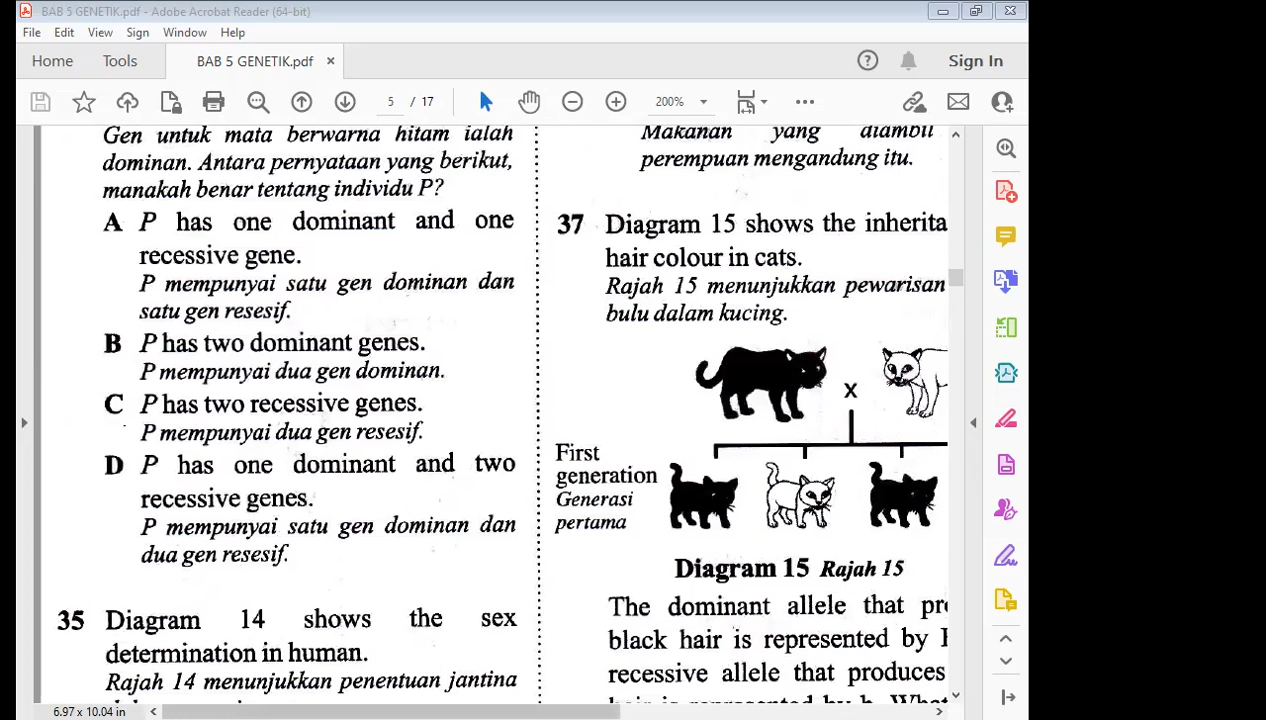 BAB 5 GENETIK.pdf - Adobe Acrobat Reader (64-bit)
File Edit View Sign Window Help
Home Tools BAB 5 GENETIK.pdf × Sign In
5 / 17 200%
Gen untuk mata berwarna hitam ialah
dominan. Antara pernyataan yang berikut,
manakah benar tentang individu P?
A P has one dominant and one
recessive gene.
P mempunyai satu gen dominan dan
satu gen resesif.
B P has two dominant genes.
P mempunyai dua gen dominan.
C P has two recessive genes.
P mempunyai dua gen resesif.
D P has one dominant and two
recessive genes.
P mempunyai satu gen dominan dan
dua gen resesif.
35 Diagram 14 shows the sex
determination in human.
Rajah 14 menunjukkan penentuan jantina
Makanan yang diambil
perempuan mengandung itu.
37 Diagram 15 shows the inherita
hair colour in cats.
Rajah 15 menunjukkan pewarisan
bulu dalam kucing.
x
First
generation
Generasi
pertama
Diagram 15 Rajah 15
The dominant allele that pr
black hair is represented by
recessive allele that produces
hair is represented by b. What
6.97 x 10.04 in